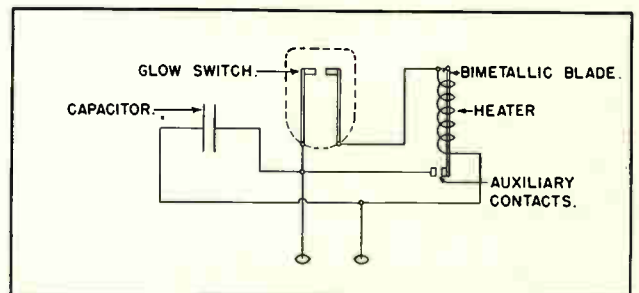 GLOW SWITCH.
BIMETALLIC BLADE.
CAPACITOR.
HEATER
AUXILIARY
CONTACTS.